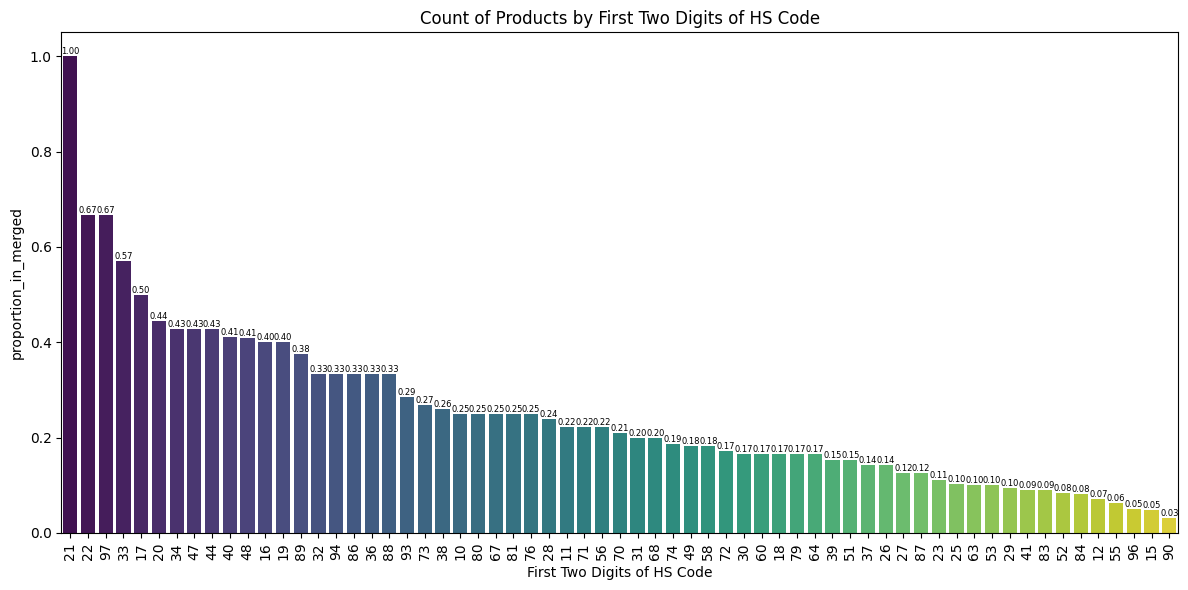 Count of Products by First Two Digits of HS Code
proportion_in_merged
1.0
0.8
0.6
0.4
0.2
0.0
1.00 0.67 0.67 0.57 0.50 0.44 0.43 0.43 0.43 0.41 0.41 0.40 0.40 0.38 0.33 0.33 0.33 0.33 0.33 0.29 0.27 0.26 0.25 0.25 0.25 0.25 0.25 0.24 0.22 0.22 0.22 0.21 0.20 0.20 0.19 0.18 0.18 0.17 0.17 0.17 0.17 0.17 0.17 0.15 0.15 0.14 0.14 0.12 0.12 0.11 0.10 0.10 0.10 0.10 0.09 0.09 0.08 0.08 0.07 0.06 0.05 0.05 0.03
21 22 97 33 17 20 34 47 44 40 48 16 19 89 32 94 86 36 88 93 73 38 10 80 67 81 76 28 11 71 56 70 31 68 74 49 58 72 30 60 18 79 64 39 51 37 26 27 87 23 25 63 53 29 41 83 52 84 12 55 96 15 90
First Two Digits of HS Code